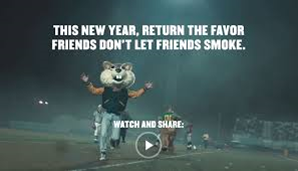 THIS NEW YEAR, RETURN THE FAVOR
FRIENDS DON'T LET FRIENDS SMOKE.
WATCH AND SHARE: